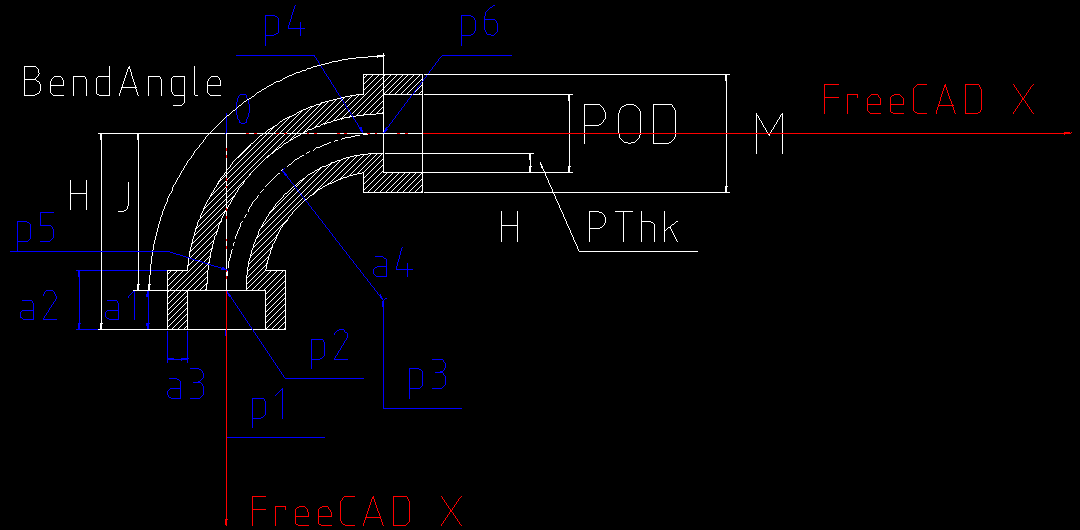 p4
p6
BendAngle
FreeCAD X
0
POD
M
H
J
p5
H
PThk
a4
a2
a1
p2
a3
p3
p1
FreeCAD X